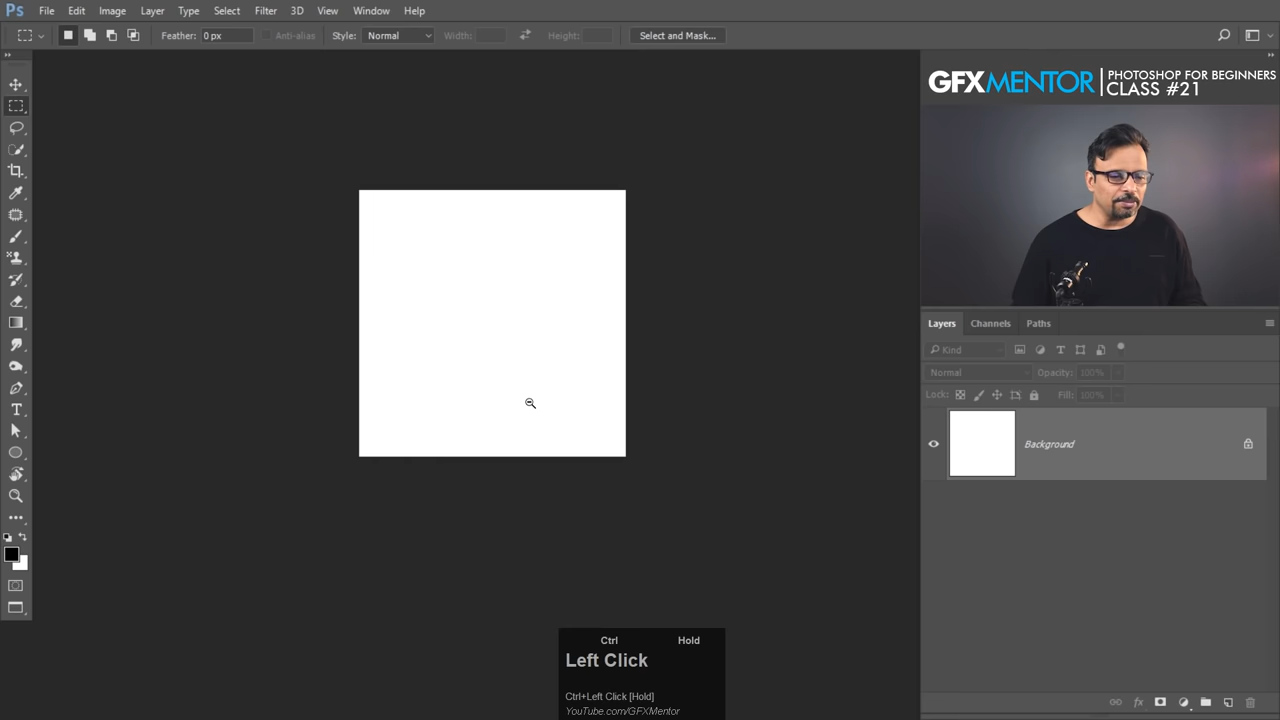 Ps File Edit Image Layer Type Select Filter 3D View Window Help
Feather: 0 px Anti-alias Style: Normal Width: Height: Select and Mask...
GFXMENTOR PHOTOSHOP FOR BEGINNERS
CLASS #21
Layers Channels Paths
Kind
Normal Opacity: 100%
Lock: Fill: 100%
Background
fx
Ctrl Hold
Left Click
Ctrl+Left Click [Hold]
YouTube.com/GFXMentor